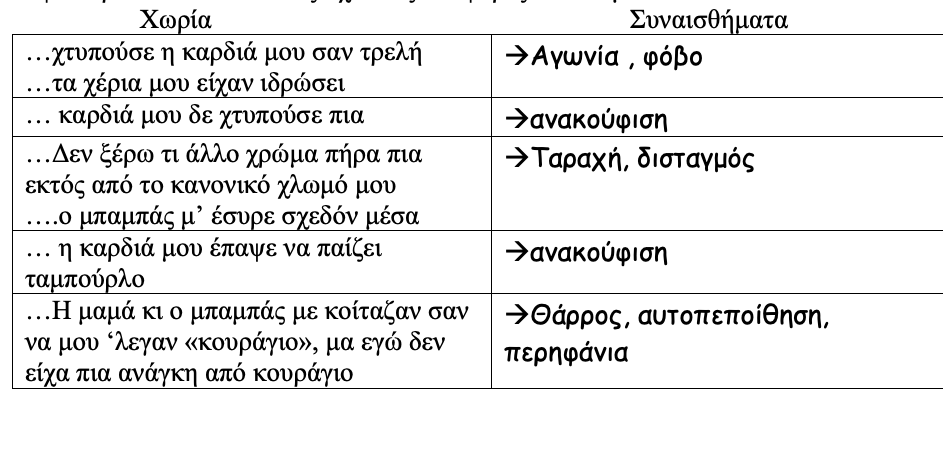 Χωρία Συναισθήματα
…χτυπούσε η καρδιά μου σαν τρελή →Αγωνία , φόβο
…τα χέρια μου είχαν ιδρώσει
… καρδιά μου δε χτυπούσε πια →ανακούφιση
…Δεν ξέρω τι άλλο χρώμα πήρα πια →Ταραχή, δισταγμός
εκτός από το κανονικό χλωμό μου
….ο μπαμπάς μ’ έσυρε σχεδόν μέσα
… η καρδιά μου έπαψε να παίζει →ανακούφιση
ταμπούρλο
…Η μαμά κι ο μπαμπάς με κοίταζαν σαν →Θάρρος, αυτοπεποίθηση,
να μου ‘λεγαν «κουράγιο», μα εγώ δεν περηφάνια
είχα πια ανάγκη από κουράγιο